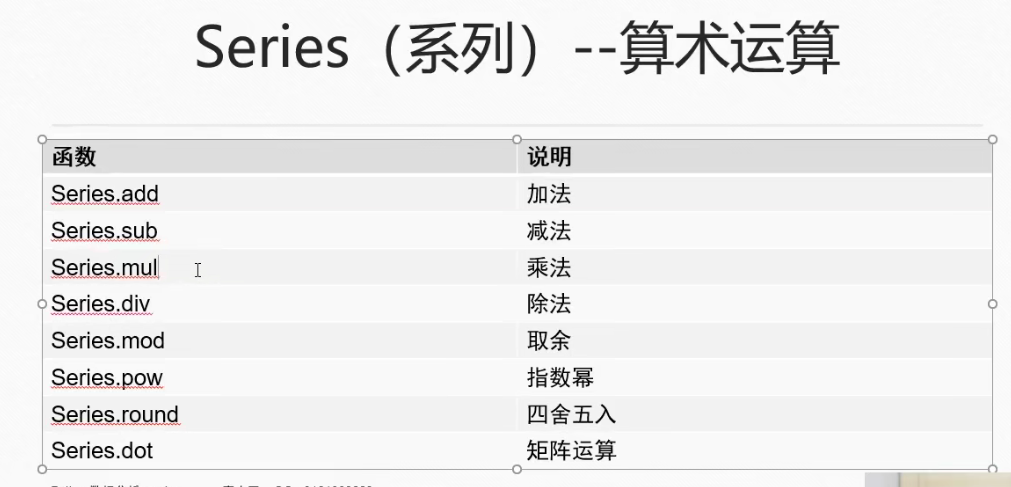 Series（系列）--算术运算
函数 说明
Series.add 加法
Series.sub 减法
Series.mul 乘法
Series.div 除法
Series.mod 取余
Series.pow 指数幂
Series.round 四舍五入
Series.dot 矩阵运算